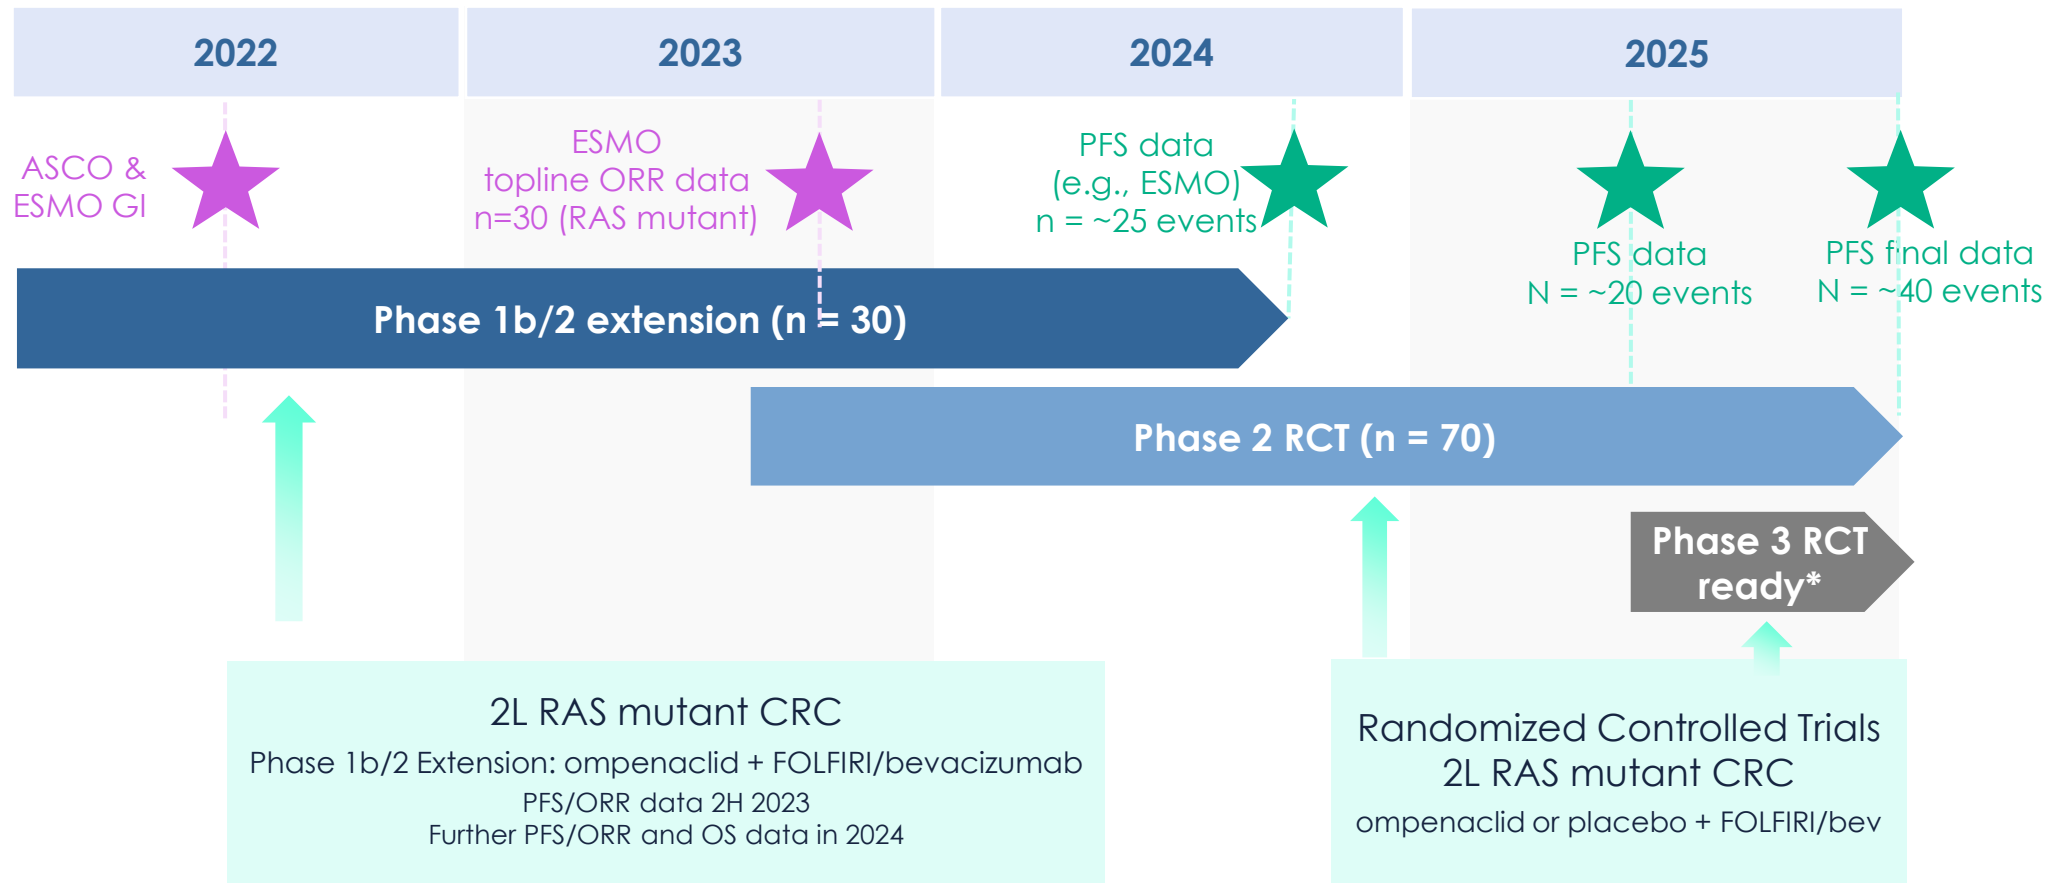 2022
2023
2024
2025
ASCO &
ESMO GI
ESMO
topline ORR data
n=30 (RAS mutant)
PFS data
(e.g., ESMO)
n = ~25 events
PFS data
N = ~20 events
PFS final data
N = ~40 events
Phase 1b/2 extension (n = 30)
Phase 2 RCT (n = 70)
Phase 3 RCT
ready*
2L RAS mutant CRC
Phase 1b/2 Extension: ompenaclid + FOLFIRI/bevacizumab
PFS/ORR data 2H 2023
Further PFS/ORR and OS data in 2024
Randomized Controlled Trials
2L RAS mutant CRC
ompenaclid or placebo + FOLFIRI/bev